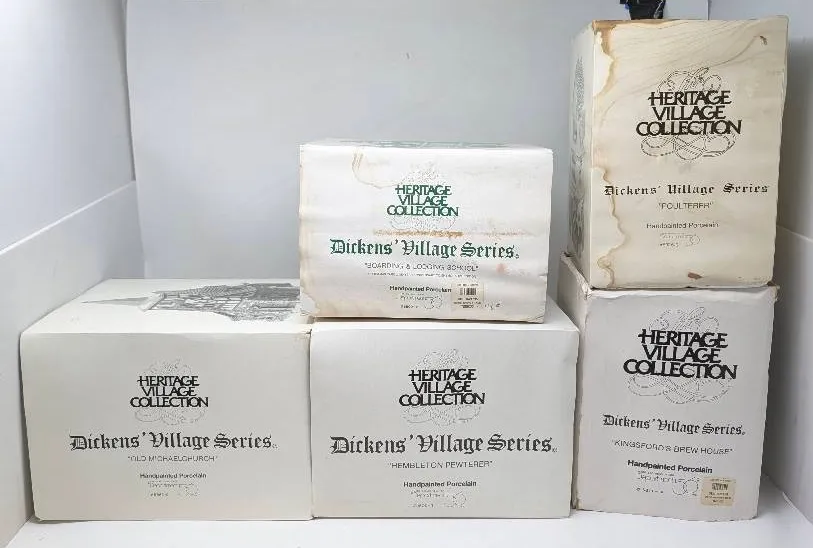 HERITAGE
VILLAGE
COLLECTION
Dickens' Village Series
"POULTERER"
Handpainted Porcelain
HERITAGE
VILLAGE
COLLECTION
Dickens' Village Series®
"BOARDING & LODGING SCHOOL"
Handpainted Porcelain
HERITAGE
VILLAGE
COLLECTION
Dickens' Village Series®
"OLD MICHAELCHURCH"
Handpainted Porcelain
HERITAGE
VILLAGE
COLLECTION
Dickens' Village Series®
"HEMBLETON PEWTERER"
Handpainted Porcelain
HERITAGE
VILLAGE
COLLECTION
Dickens' Village Series®
"KINGSFORD'S BREW HOUSE"
Handpainted Porcelain